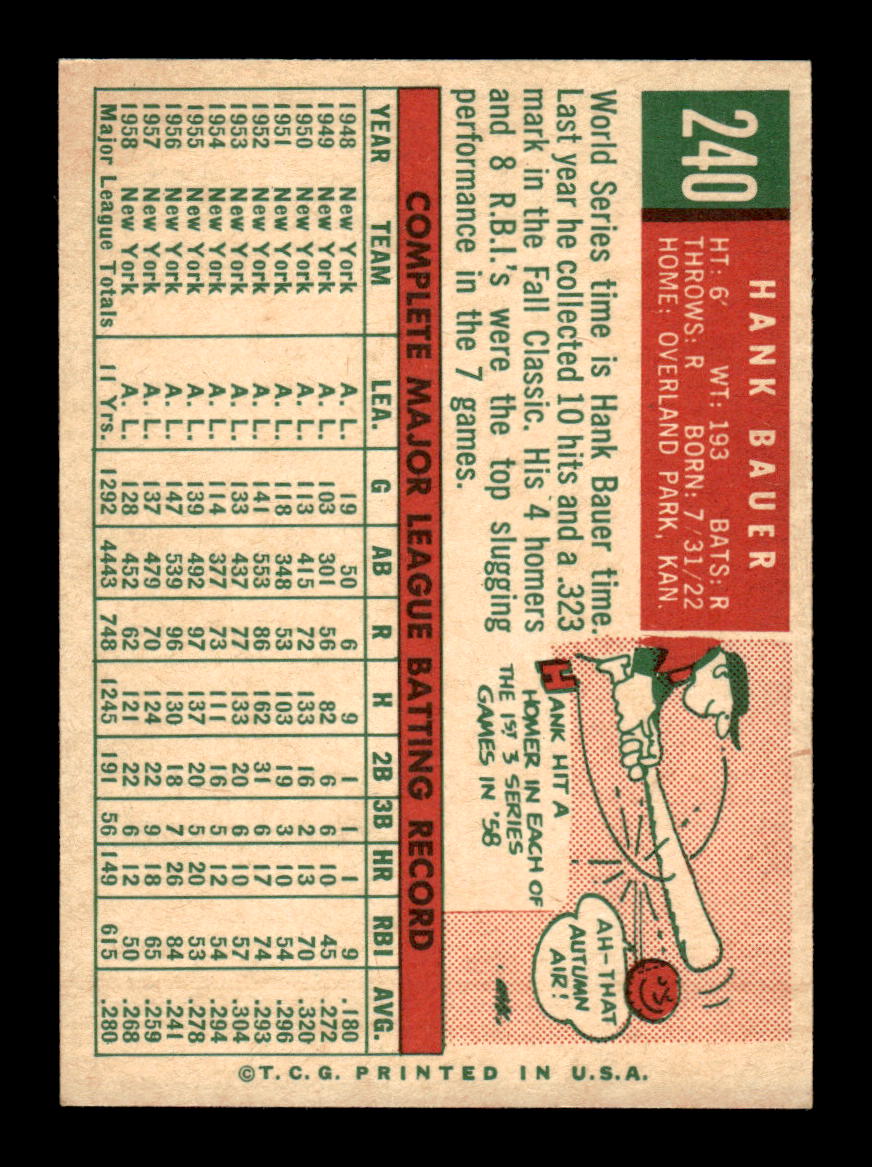 240
HANK BAUER
HT: 6' WT: 193 BATS: R
THROWS: R BORN: 7/31/22
HOME: OVERLAND PARK, KAN.
World Series time is Hank Bauer time.
Last year he collected 10 hits and a .323
mark in the Fall Classic. His 4 homers
and 8 R.B.I.'s were the top slugging
performance in the 7 games.
HANK HIT A
HOMER IN EACH OF
THE 1ST 3 SERIES
GAMES IN '58
AH-THAT
AUTUMN
AIR!
COMPLETE MAJOR LEAGUE BATTING RECORD
YEAR TEAM LEA. G AB R H 2B 3B HR RBI AVG.
1948 New York A. L. 19 50 6 9 1 1 1 9 .180
1949 New York A. L. 103 301 56 82 6 6 10 45 .272
1950 New York A. L. 113 415 72 133 16 2 13 70 .320
1951 New York A. L. 118 348 53 103 19 3 10 54 .296
1952 New York A. L. 141 553 86 162 31 6 17 74 .293
1953 New York A. L. 133 437 77 133 20 6 10 57 .304
1954 New York A. L. 114 377 73 111 16 5 12 54 .294
1955 New York A. L. 139 492 97 137 20 5 20 53 .278
1956 New York A. L. 147 539 96 130 18 7 26 84 .241
1957 New York A. L. 137 479 70 124 22 9 18 65 .259
1958 New York A. L. 128 452 62 121 22 6 12 50 .268
Major League Totals 11 Yrs. 1292 4443 748 1245 191 56 149 615 .280
©T.C.G. PRINTED IN U.S.A.